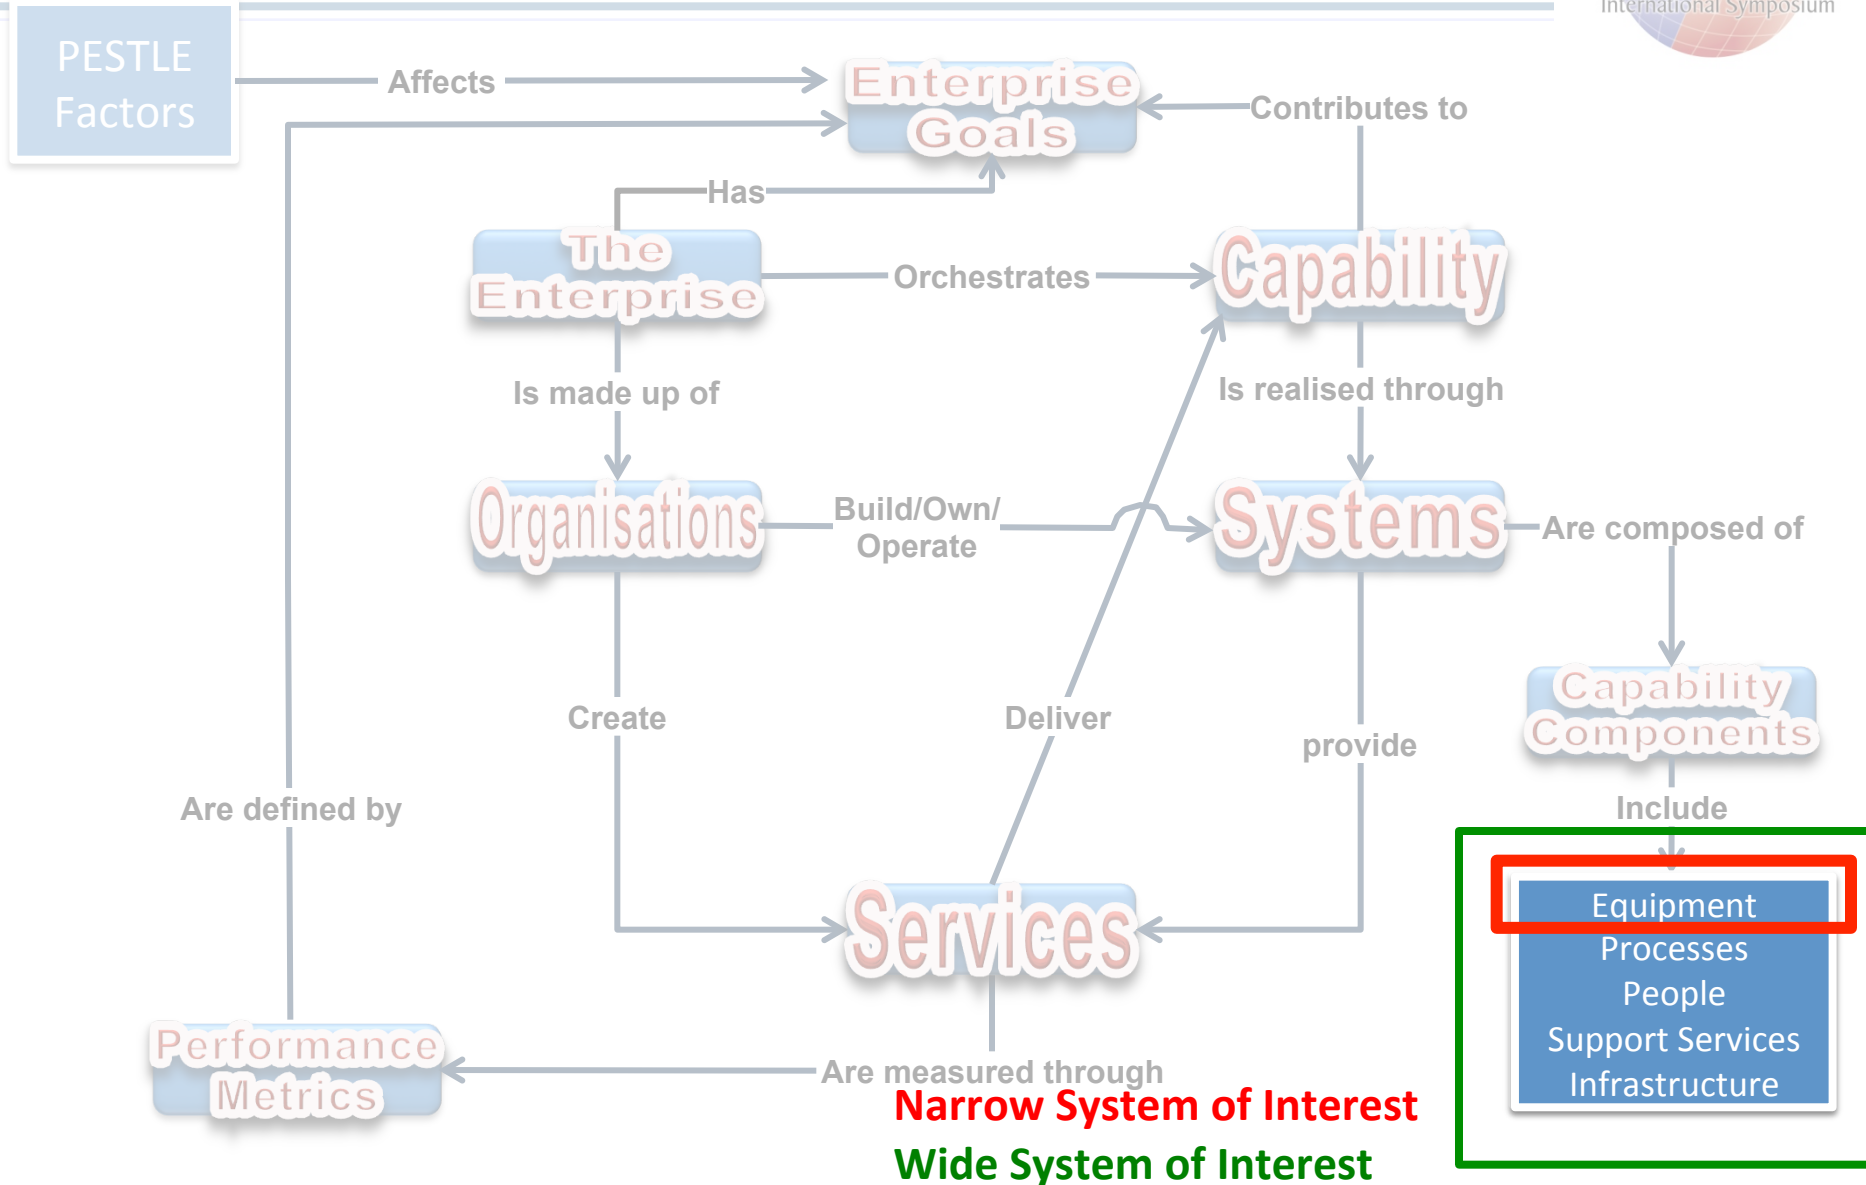 International Symposium
PESTLE
Factors
Affects
Enterprise
Goals
Contributes to
Has
The
Enterprise
Orchestrates
Capability
Is made up of
Is realised through
Organisations
Build/Own/
Operate
Systems
Are composed of
Create
Deliver
provide
Capability
Components
Are defined by
Include
Equipment
Processes
People
Support Services
Infrastructure
Services
Performance
Metrics
Are measured through
Narrow System of Interest
Wide System of Interest